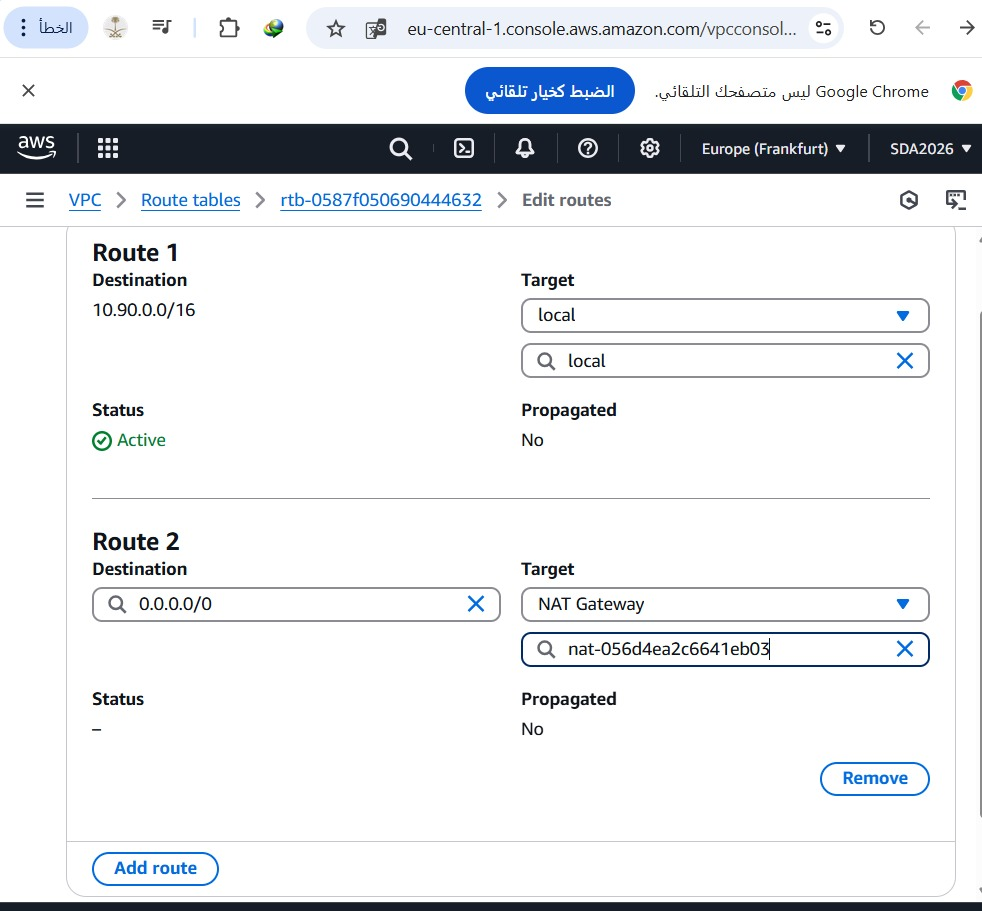 الخطأ
eu-central-1.console.aws.amazon.com/vpcconsol...
Google Chrome ليس متصفحك التلقائي.
الضبط كخيار تلقائي
aws
Europe (Frankfurt)
SDA2026
VPC
Route tables
rtb-0587f050690444632
Edit routes
Route 1
Destination
Target
10.90.0.0/16
local
local
Status
Propagated
Active
No
Route 2
Destination
Target
0.0.0.0/0
NAT Gateway
nat-056d4ea2c6641eb03
Status
Propagated
–
No
Remove
Add route